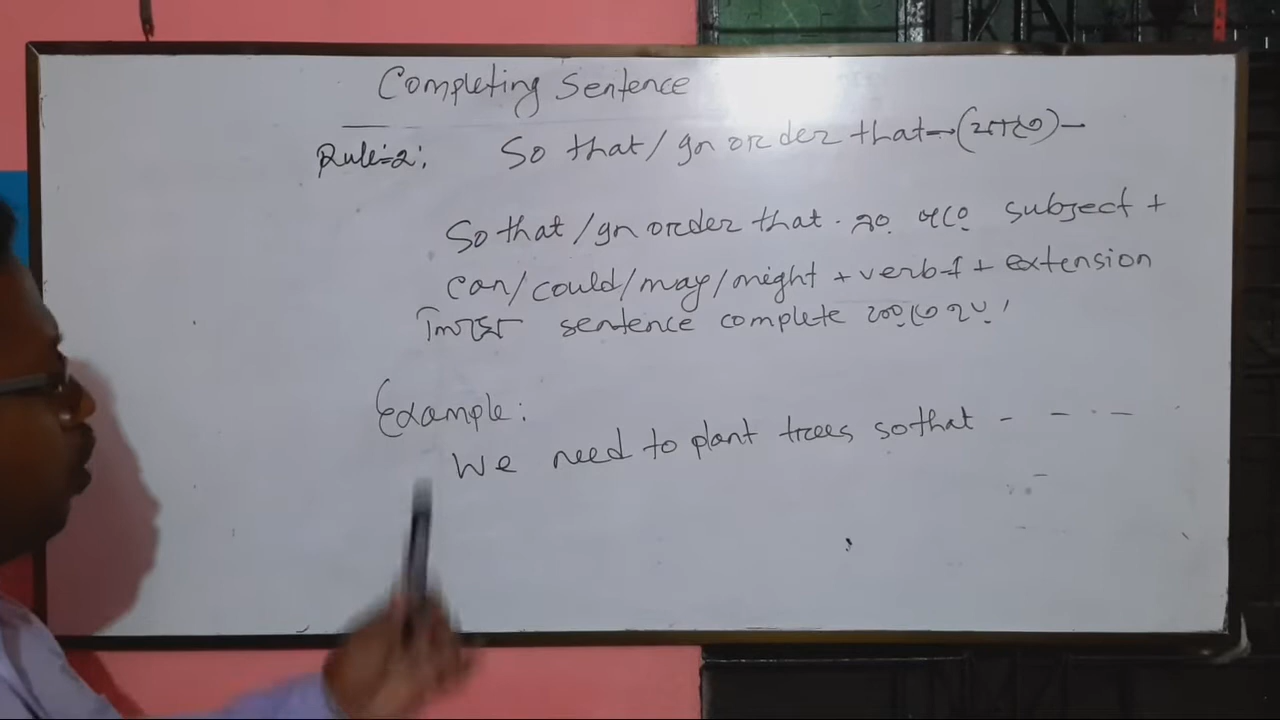 Completing Sentence
Rule-2: So that/In order that-(যাতে)-
So that/In order that. এর পরে subject +
can/could/may/might + verb-1 + extension
sentence complete করতে হয়।
Example:
We need to plant trees so that - - - -